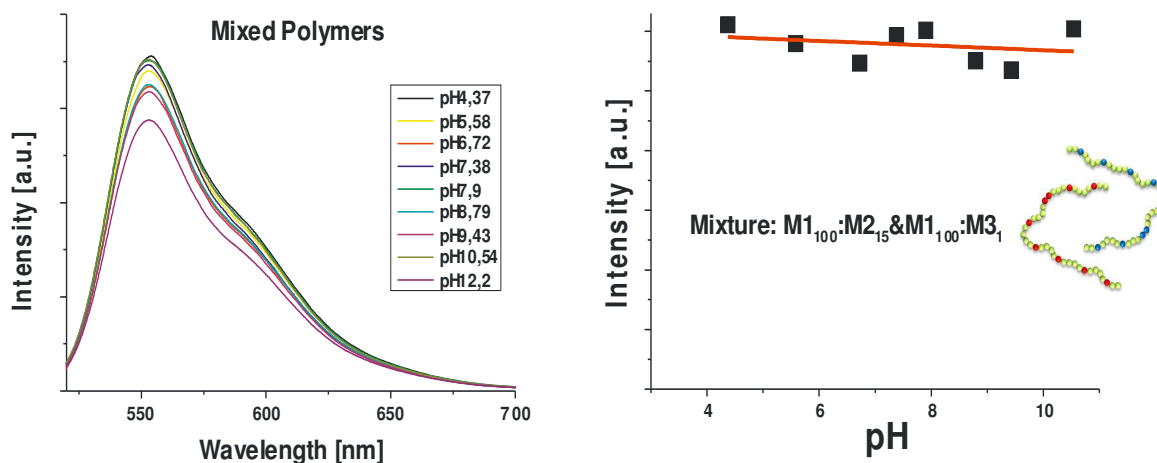 Mixed Polymers
pH4,37
pH5,58
pH6,72
pH7,38
pH7,9
pH8,79
pH9,43
pH10,54
pH12,2
Intensity [a.u.]
550
600
650
700
Wavelength [nm]
Intensity [a.u.]
Mixture: M1₁₀₀:M2₁₅&M1₁₀₀:M3₁
4
6
8
10
pH